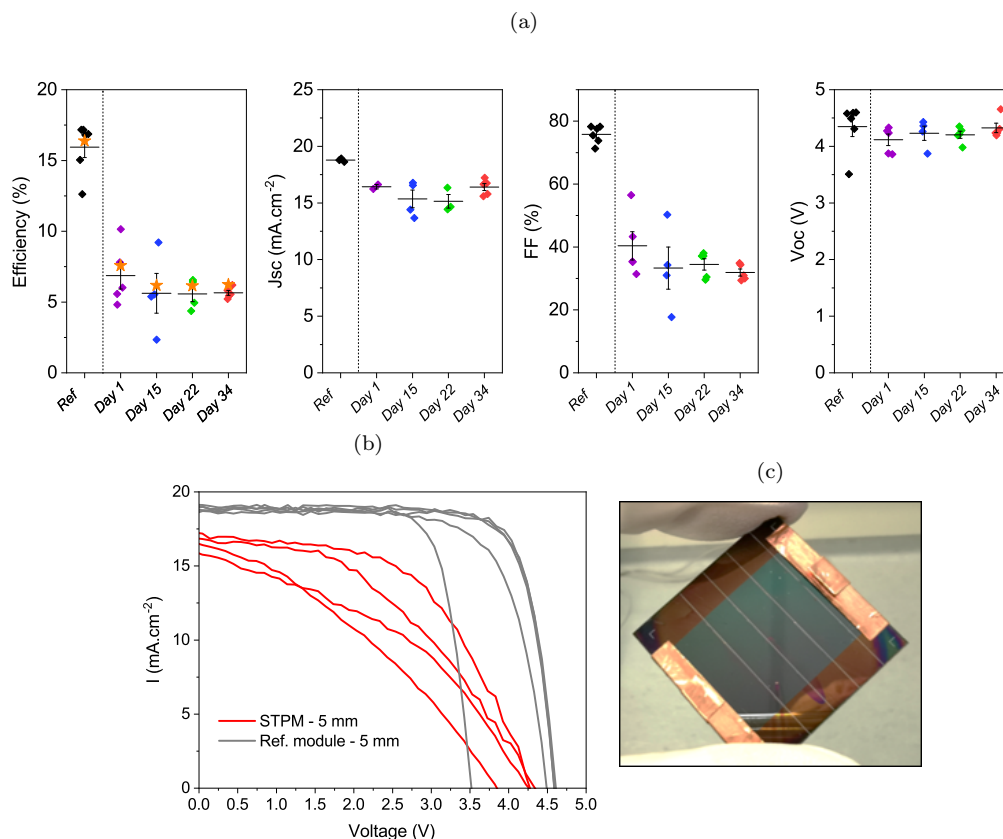 (a)
Efficiency (%)
20
15
10
5
0
Ref
Day 1
Day 15
Day 22
Day 34
Jsc (mA.cm-2)
25
20
15
10
5
0
Ref
Day 1
Day 15
Day 22
Day 34
FF (%)
80
60
40
20
0
Ref
Day 1
Day 15
Day 22
Day 34
Voc (V)
5
4
3
2
1
0
Ref
Day 1
Day 15
Day 22
Day 34
(b)
I (mA.cm-2)
20
15
10
5
0
STPM - 5 mm
Ref. module - 5 mm
0.0 0.5 1.0 1.5 2.0 2.5 3.0 3.5 4.0 4.5 5.0
Voltage (V)
(c)